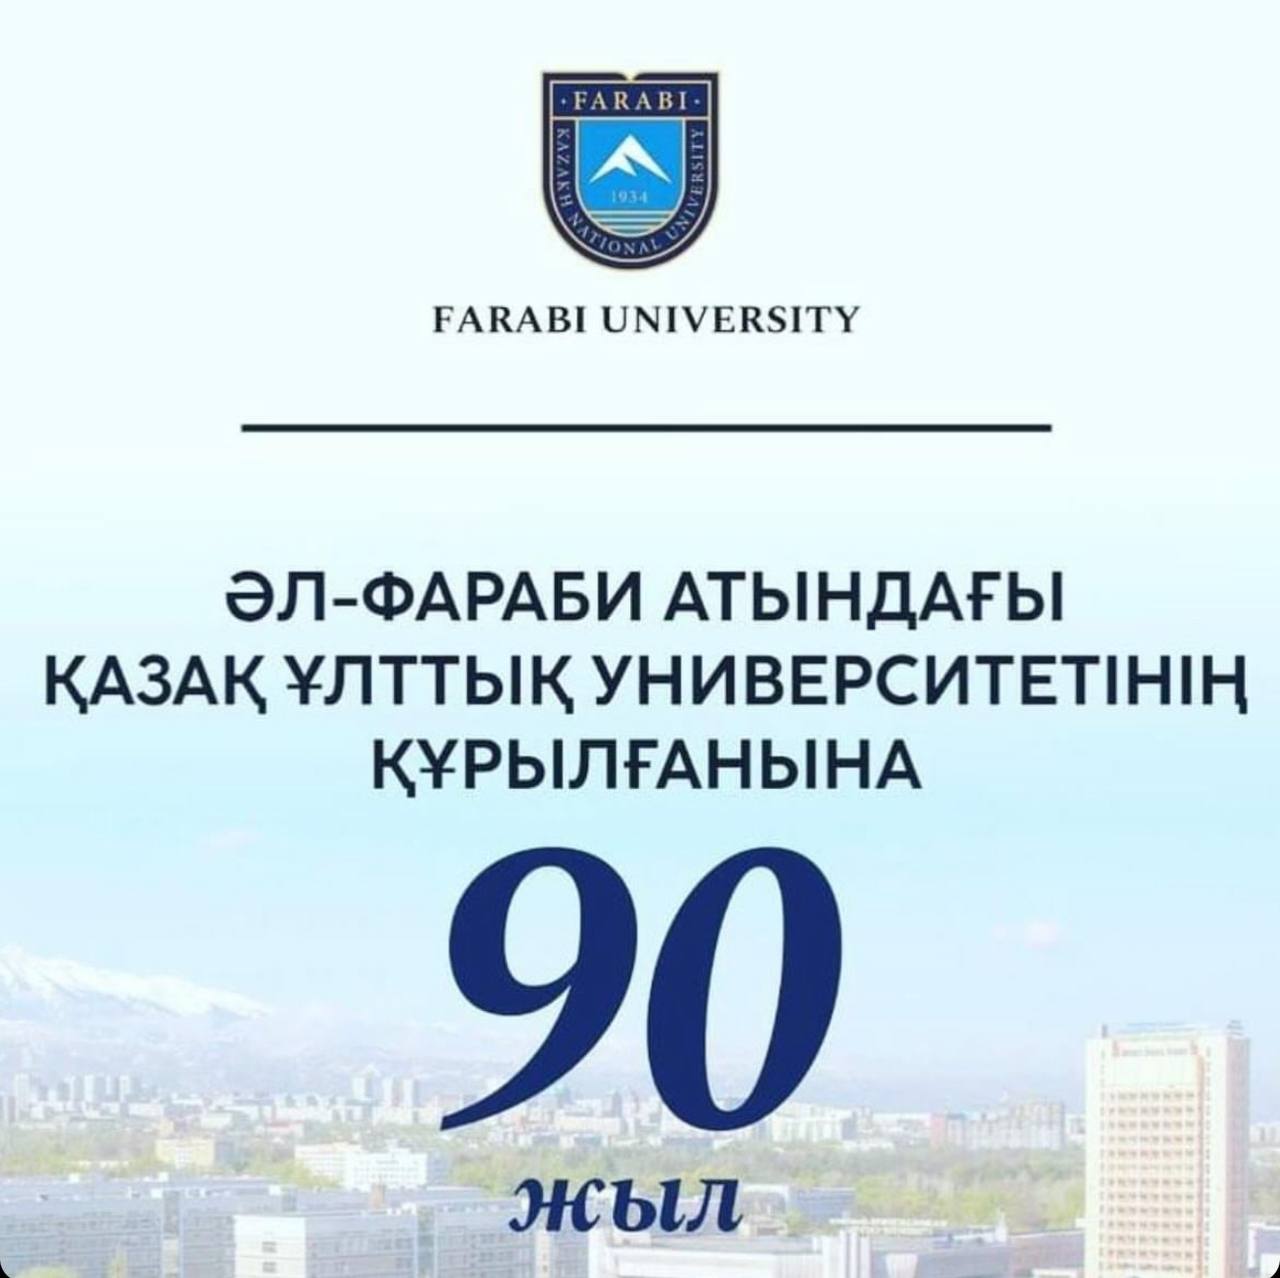 FARABI
KAZAKH NATIONAL UNIVERSITY
1934
FARABI UNIVERSITY
ӘЛ-ФАРАБИ АТЫНДАҒЫ
ҚАЗАҚ ҰЛТТЫҚ УНИВЕРСИТЕТІНІҢ
ҚҰРЫЛҒАНЫНА
90
жыл